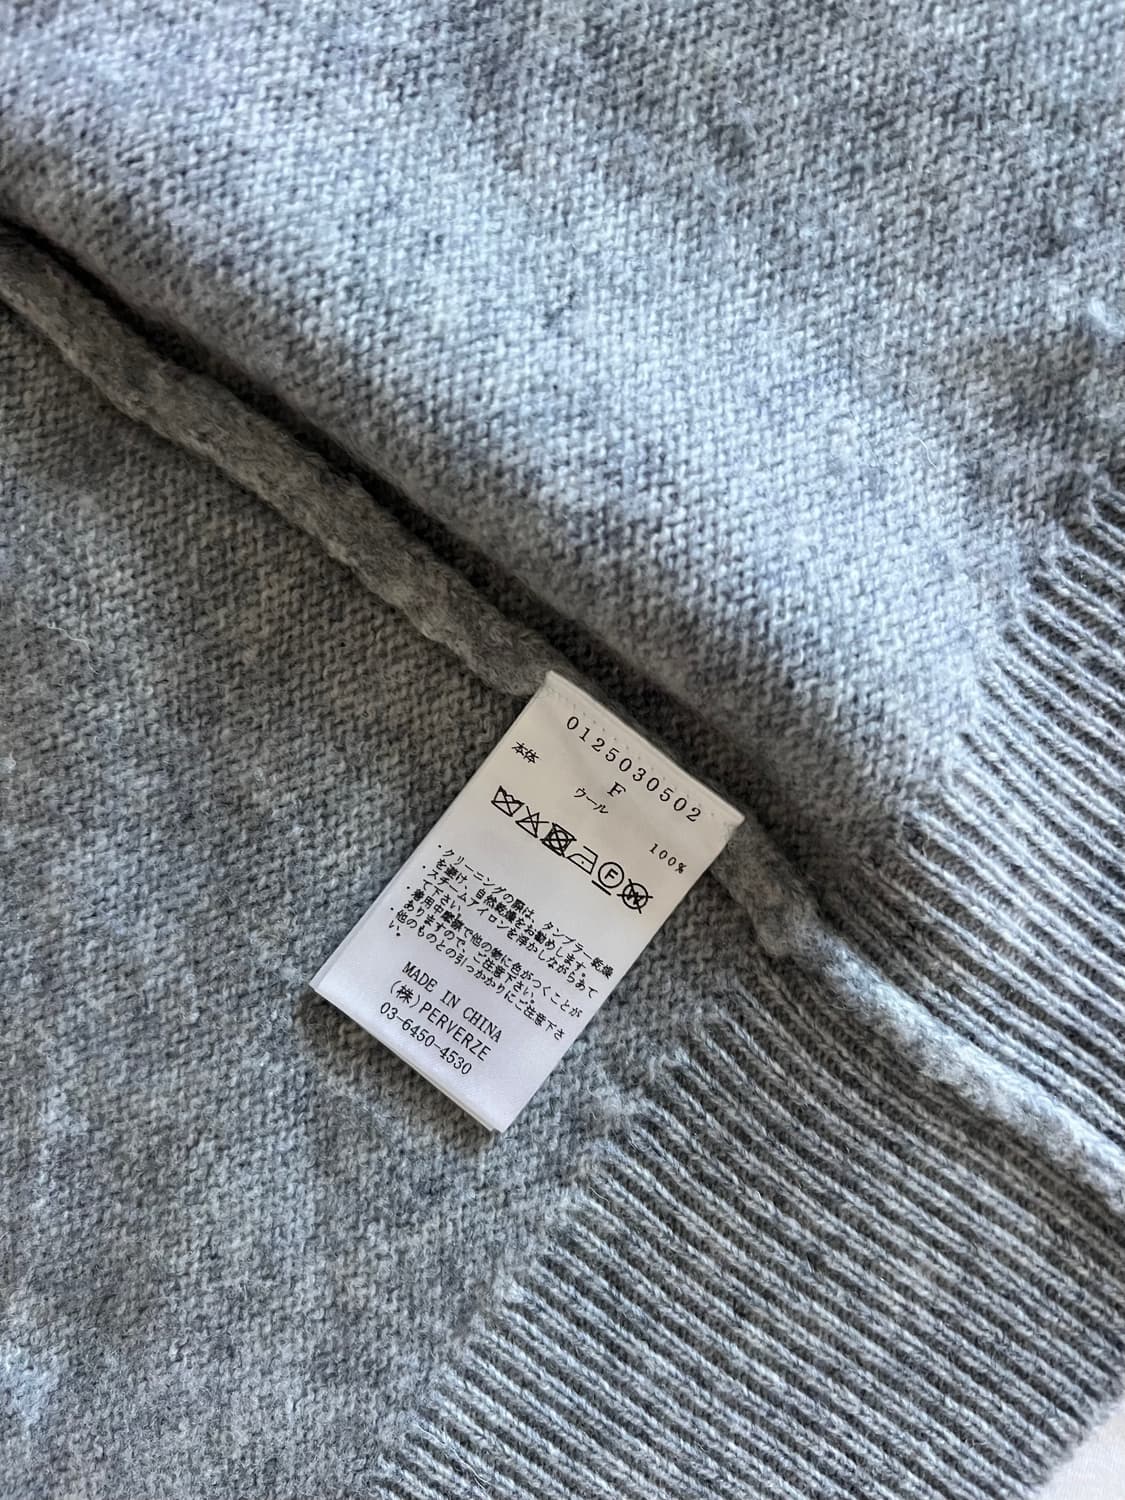 0125030502
F
本体
ウール
100%
F
W
・クリーニングの際は、タンブラー乾燥
を避け、自然乾燥をお勧めします。
・スチームアイロンを浮かしながらあて
て下さい。
・着用中摩擦で他の物に色がつくことが
ありますので、ご注意下さい。
・他のものとの引っかかりにご注意下さ
い。
MADE IN CHINA
(株)PERVERZE
03-6450-4530